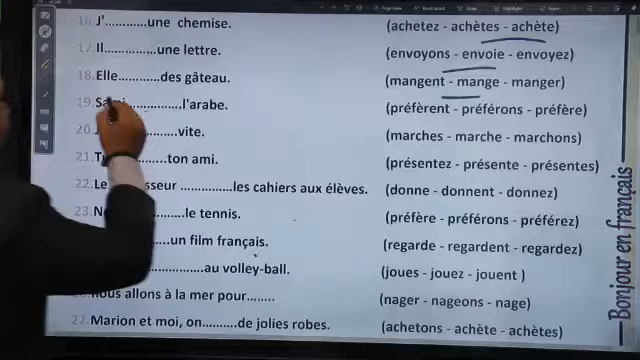 16.J'............une chemise. (achetez - achètes - achète)
17.Il..............une lettre. (envoyons - envoie - envoyez)
18.Elle............des gâteau. (mangent - mange - manger)
19. l'arabe. (préfèrent - préférons - préfère)
20. vite. (marches - marche - marchons)
21. ton ami. (présentez - présente - présentes)
22.Le ..............les cahiers aux élèves. (donne - donnent - donnez)
23. le tennis. (préfère - préférons - préférez)
un film français. (regarde - regardent - regardez)
au volley-ball. (joues - jouez - jouent )
nous allons à la mer pour........ (nager - nageons - nage)
22.Marion et moi, on..........de jolies robes. (achetons - achète - achètes)
Bonjour en français